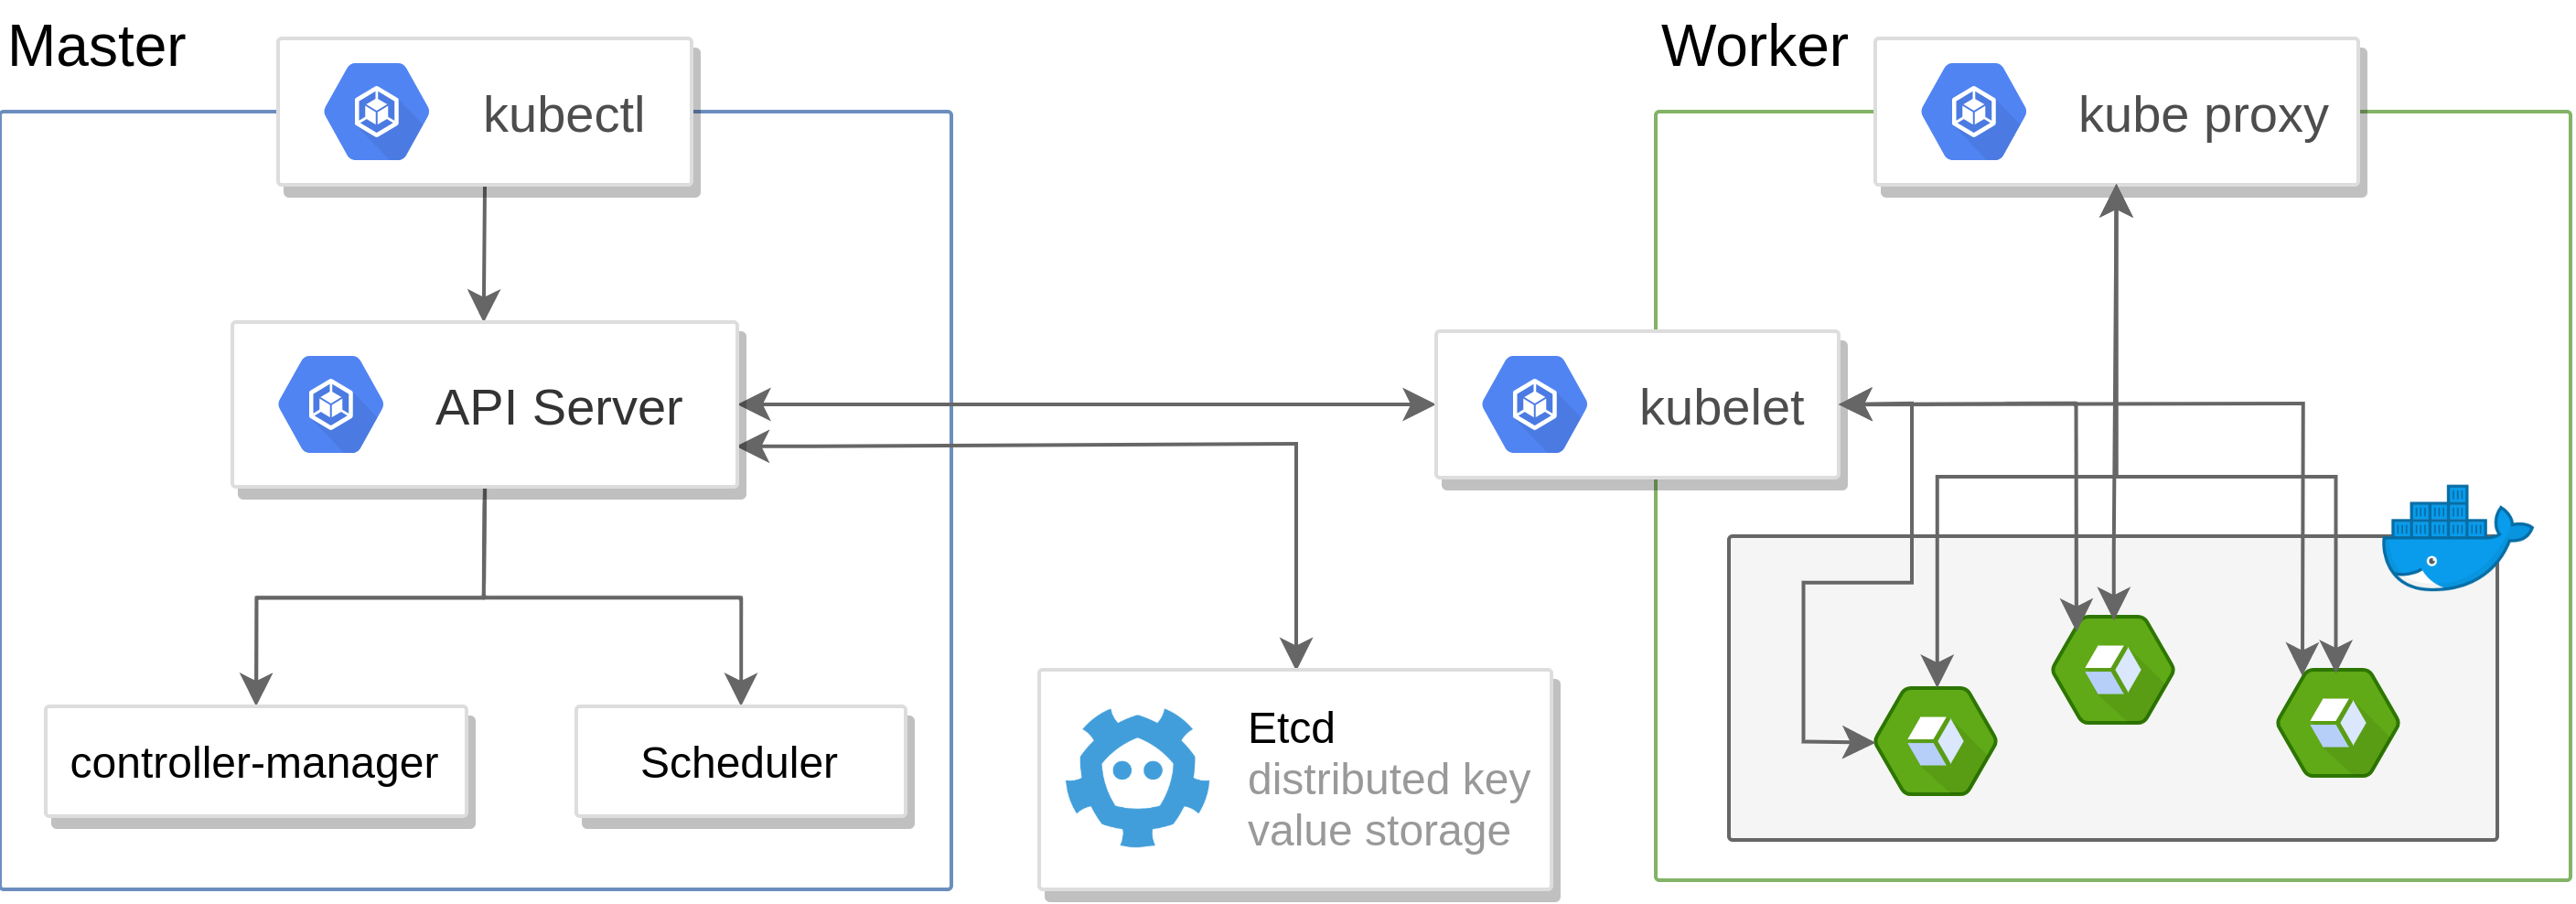 Master
kubectl
API Server
controller-manager
Scheduler
Etcd
distributed key
value storage
Worker
kube proxy
kubelet